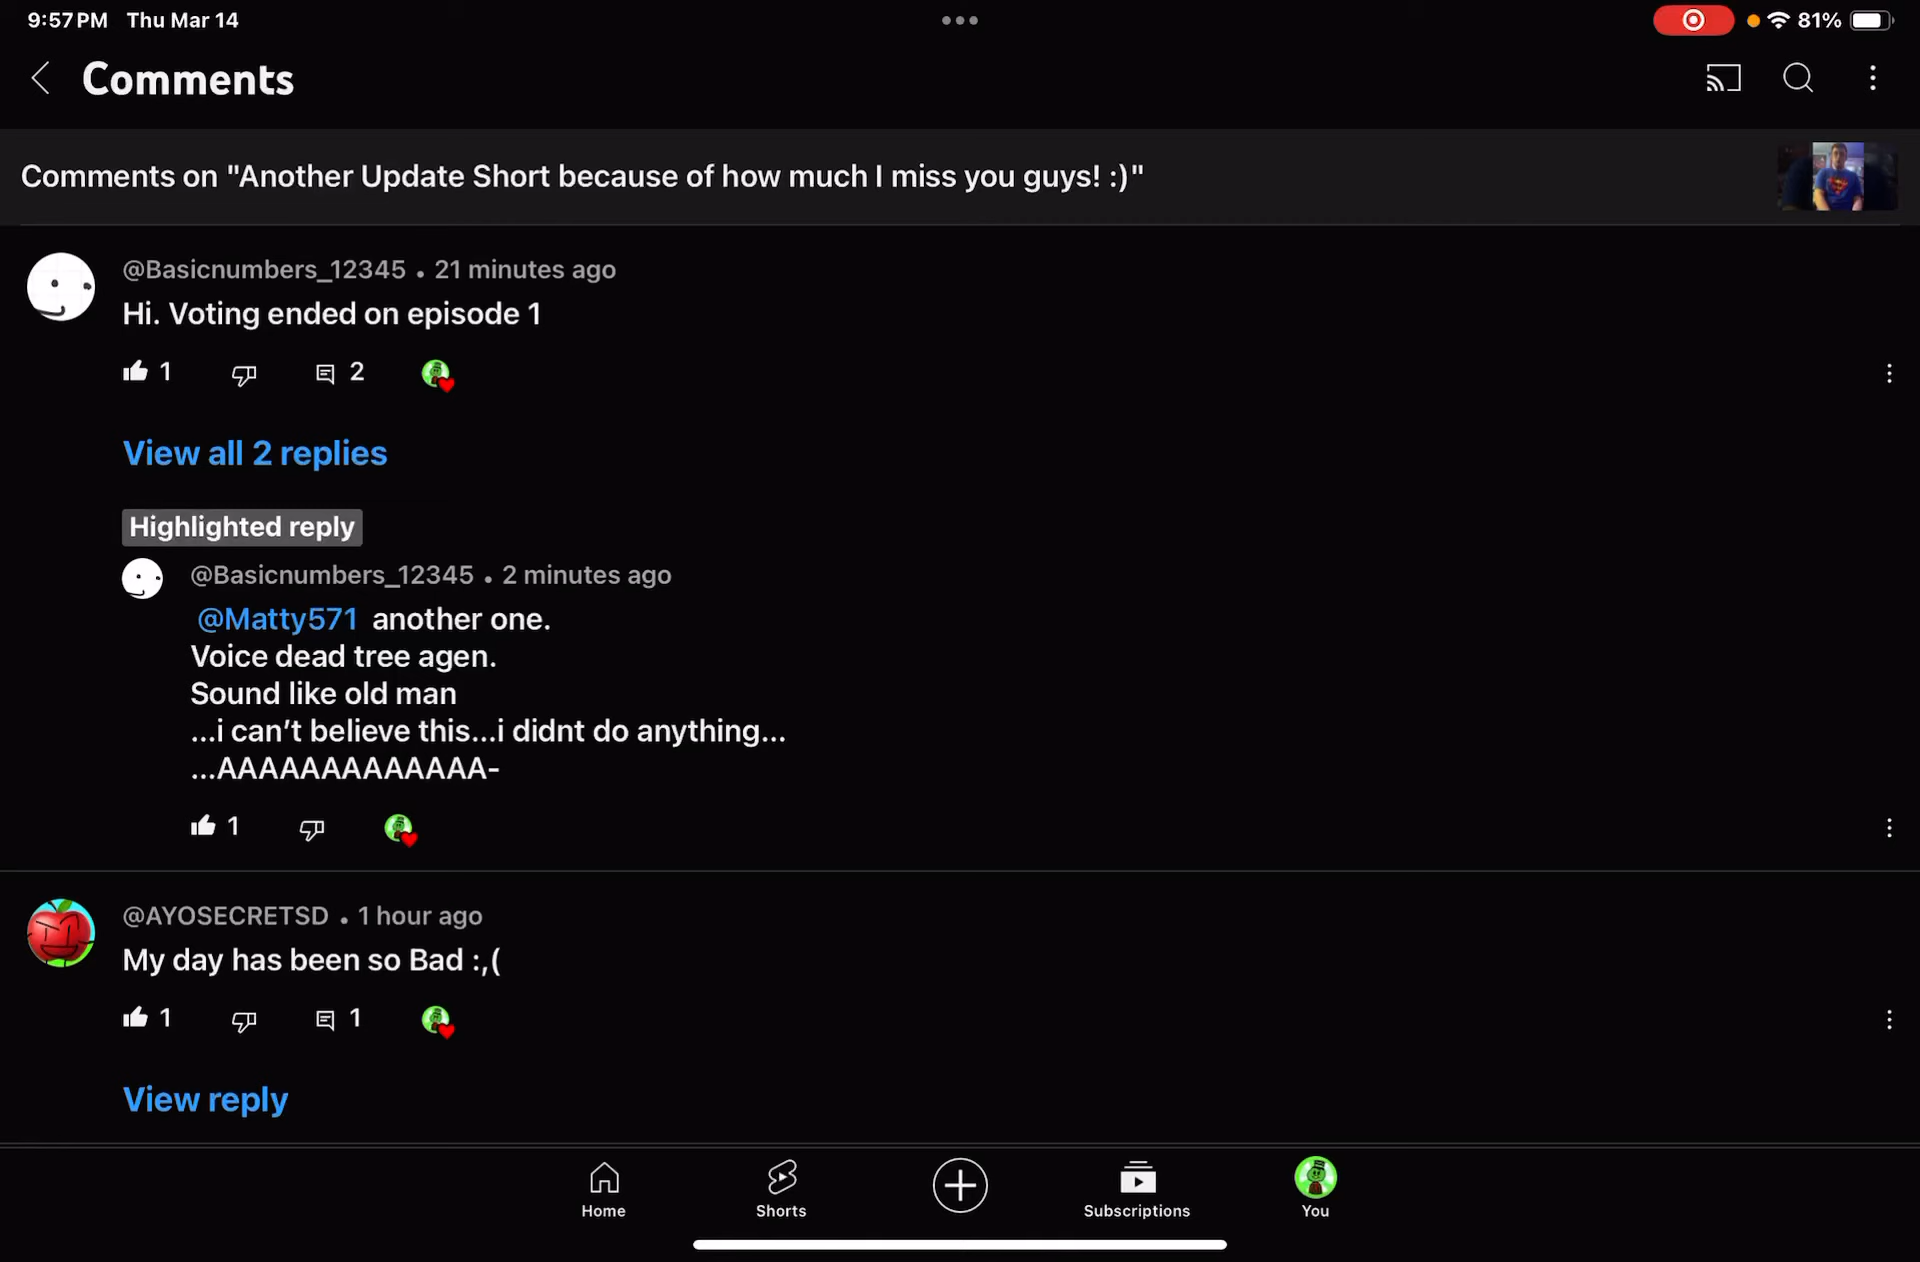 9:57 PM Thu Mar 14
81%
Comments
Comments on "Another Update Short because of how much I miss you guys! :)"
@Basicnumbers_12345 • 21 minutes ago
Hi. Voting ended on episode 1
1 2
View all 2 replies
Highlighted reply
@Basicnumbers_12345 • 2 minutes ago
@Matty571 another one.
Voice dead tree agen.
Sound like old man
...i can’t believe this...i didnt do anything...
...AAAAAAAAAAAAA-
1
@AYOSECRETSD • 1 hour ago
My day has been so Bad :,(
1 1
View reply
Home Shorts Subscriptions You